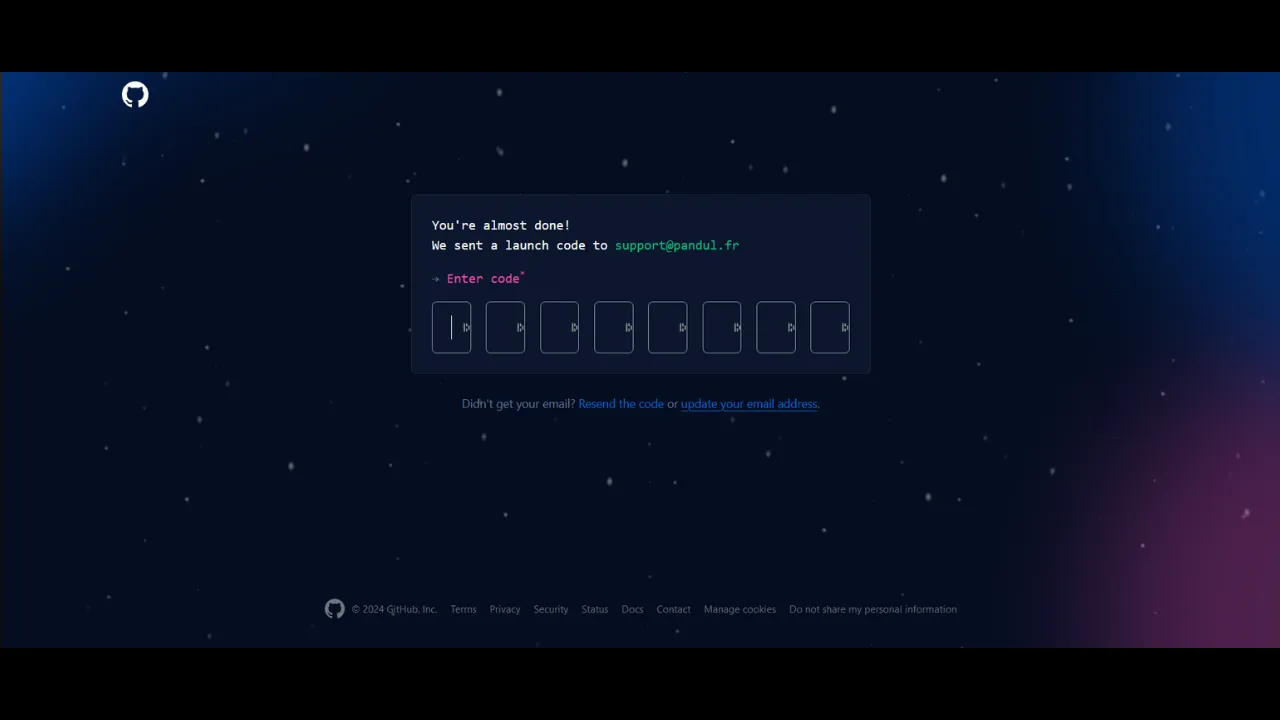 You're almost done!
We sent a launch code to support@pandul.fr
→ Enter code*
Didn't get your email? Resend the code or update your email address.
© 2024 GitHub, Inc. Terms Privacy Security Status Docs Contact Manage cookies Do not share my personal information